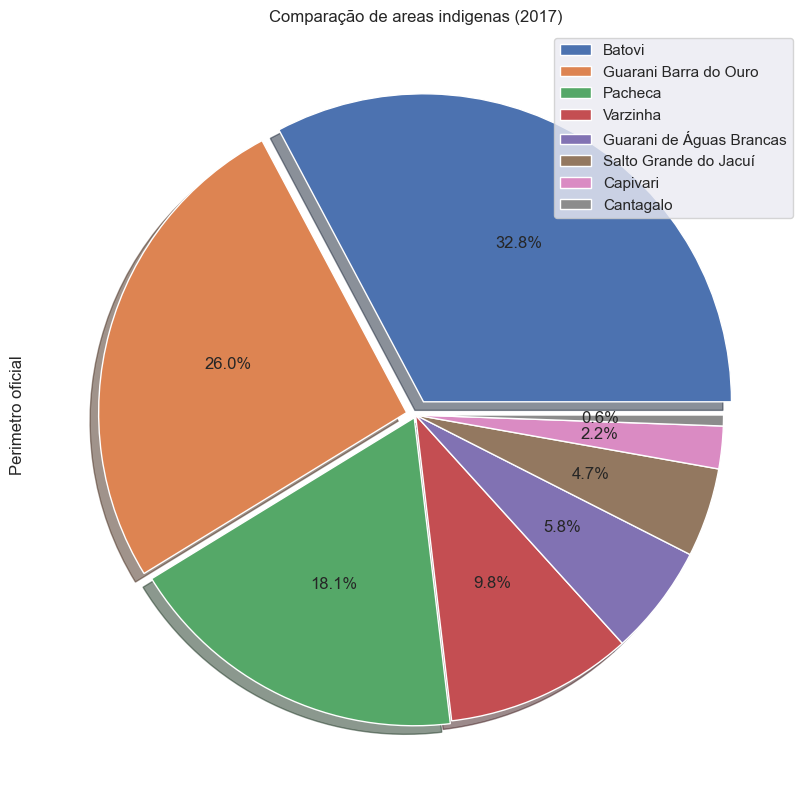 Comparação de areas indigenas (2017)
Batovi
Guarani Barra do Ouro
Pacheca
Varzinha
Guarani de Águas Brancas
Salto Grande do Jacuí
Capivari
Cantagalo
32.8%
26.0%
18.1%
9.8%
5.8%
4.7%
2.2%
0.6%
Perimetro oficial